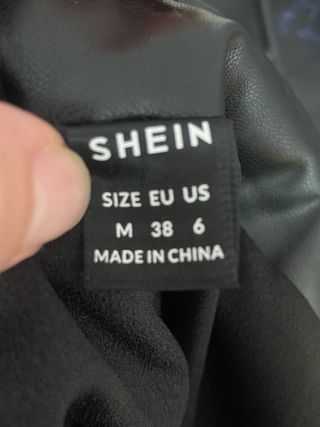 SHEIN
SIZE EU US
M 38 6
MADE IN CHINA